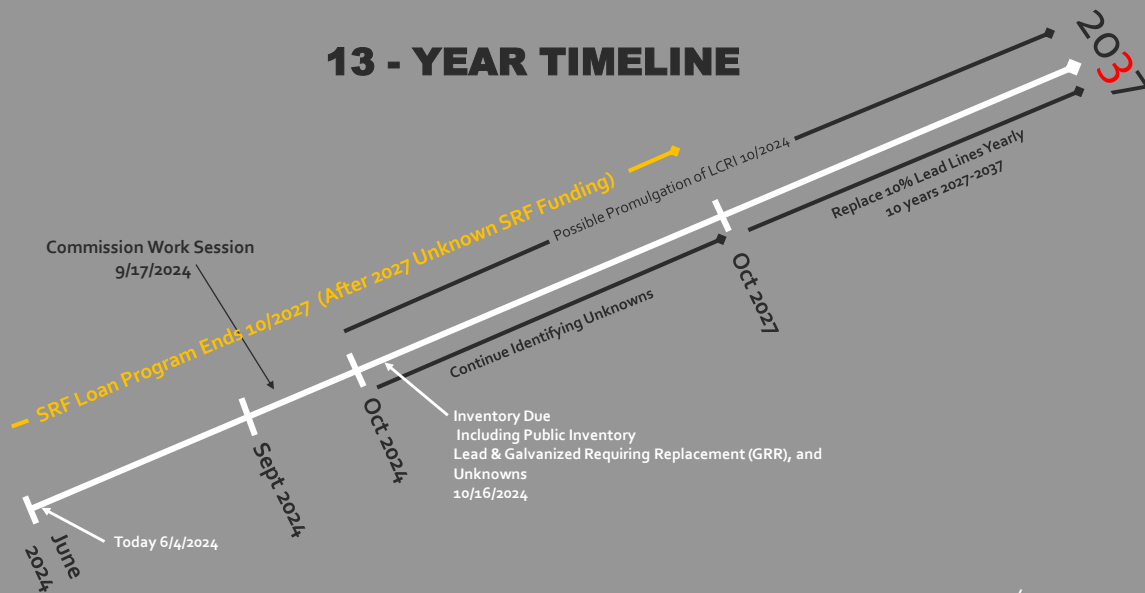 13 - YEAR TIMELINE
2037
Possible Promulgation of LCRI 10/2024
Replace 10% Lead Lines Yearly
10 years 2027-2037
SRF Loan Program Ends 10/2027 (After 2027 Unknown SRF Funding)
Commission Work Session
9/17/2024
Oct 2027
Continue Identifying Unknowns
Oct 2024
Inventory Due
Including Public Inventory
Lead & Galvanized Requiring Replacement (GRR), and
Unknowns
10/16/2024
Sept 2024
Today 6/4/2024
June
2024